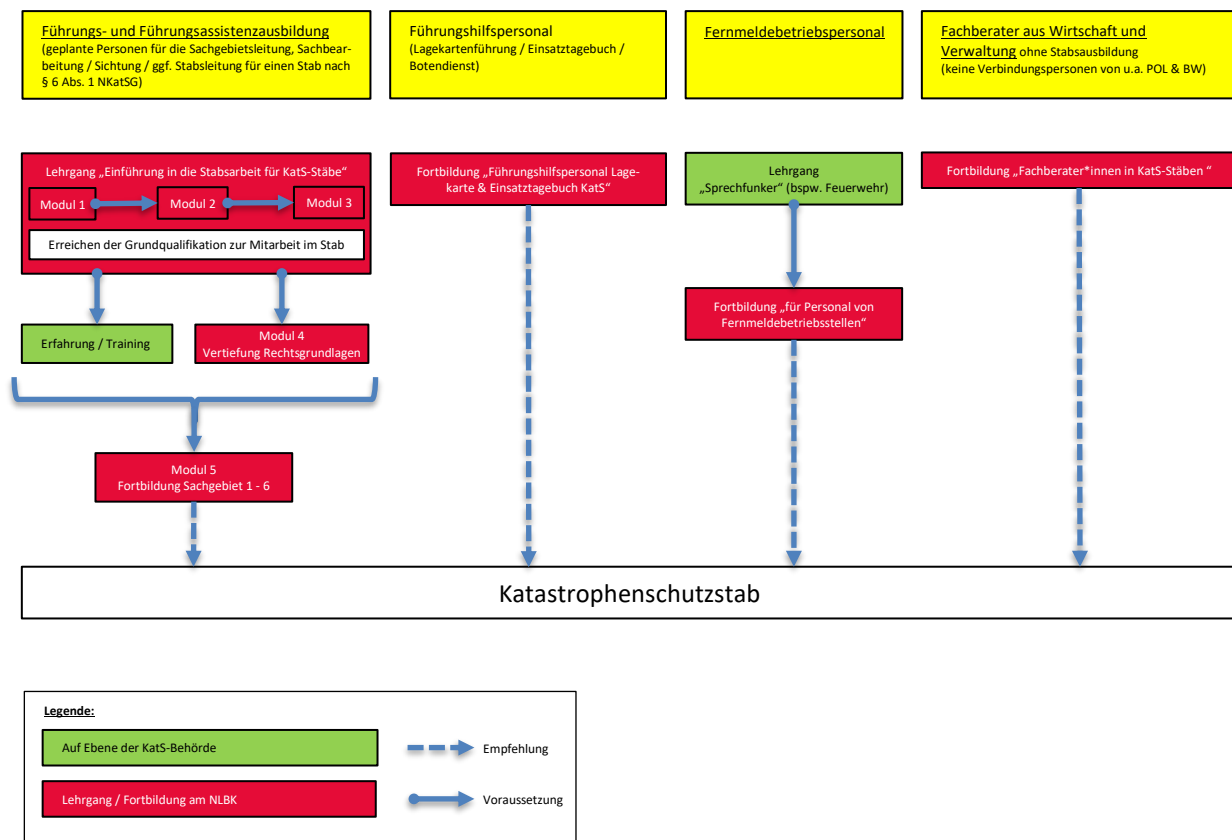 Führungs- und Führungsassistenzausbildung
(geplante Personen für die Sachgebietsleitung, Sachbear-
beitung / Sichtung / ggf. Stabsleitung für einen Stab nach
§ 6 Abs. 1 NKatSG)
Führungshilfspersonal
(Lagekartenführung / Einsatztagebuch /
Botendienst)
Fernmeldebetriebspersonal
Fachberater aus Wirtschaft und
Verwaltung ohne Stabsausbildung
(keine Verbindungspersonen von u.a. POL & BW)
Lehrgang „Einführung in die Stabsarbeit für KatS-Stäbe“
Modul 1
Modul 2
Modul 3
Erreichen der Grundqualifikation zur Mitarbeit im Stab
Fortbildung „Führungshilfspersonal Lage-
karte & Einsatztagebuch KatS“
Lehrgang
„Sprechfunker“ (bspw. Feuerwehr)
Fortbildung „Fachberater*innen in KatS-Stäben “
Erfahrung / Training
Modul 4
Vertiefung Rechtsgrundlagen
Fortbildung „für Personal von
Fernmeldebetriebsstellen“
Modul 5
Fortbildung Sachgebiet 1 - 6
Katastrophenschutzstab
Legende:
Auf Ebene der KatS-Behörde
Empfehlung
Lehrgang / Fortbildung am NLBK
Voraussetzung